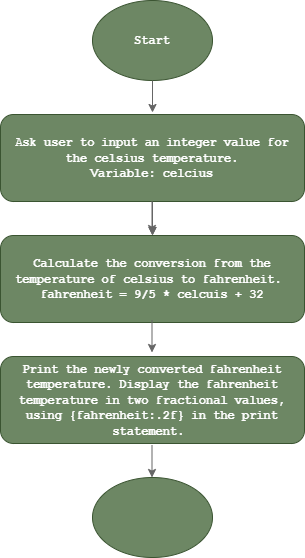 Start
Ask user to input an integer value for
the celsius temperature.
Variable: celcius
Calculate the conversion from the
temperature of celsius to fahrenheit.
fahrenheit = 9/5 * celcuis + 32
Print the newly converted fahrenheit
temperature. Display the fahrenheit
temperature in two fractional values,
using {fahrenheit:.2f} in the print
statement.